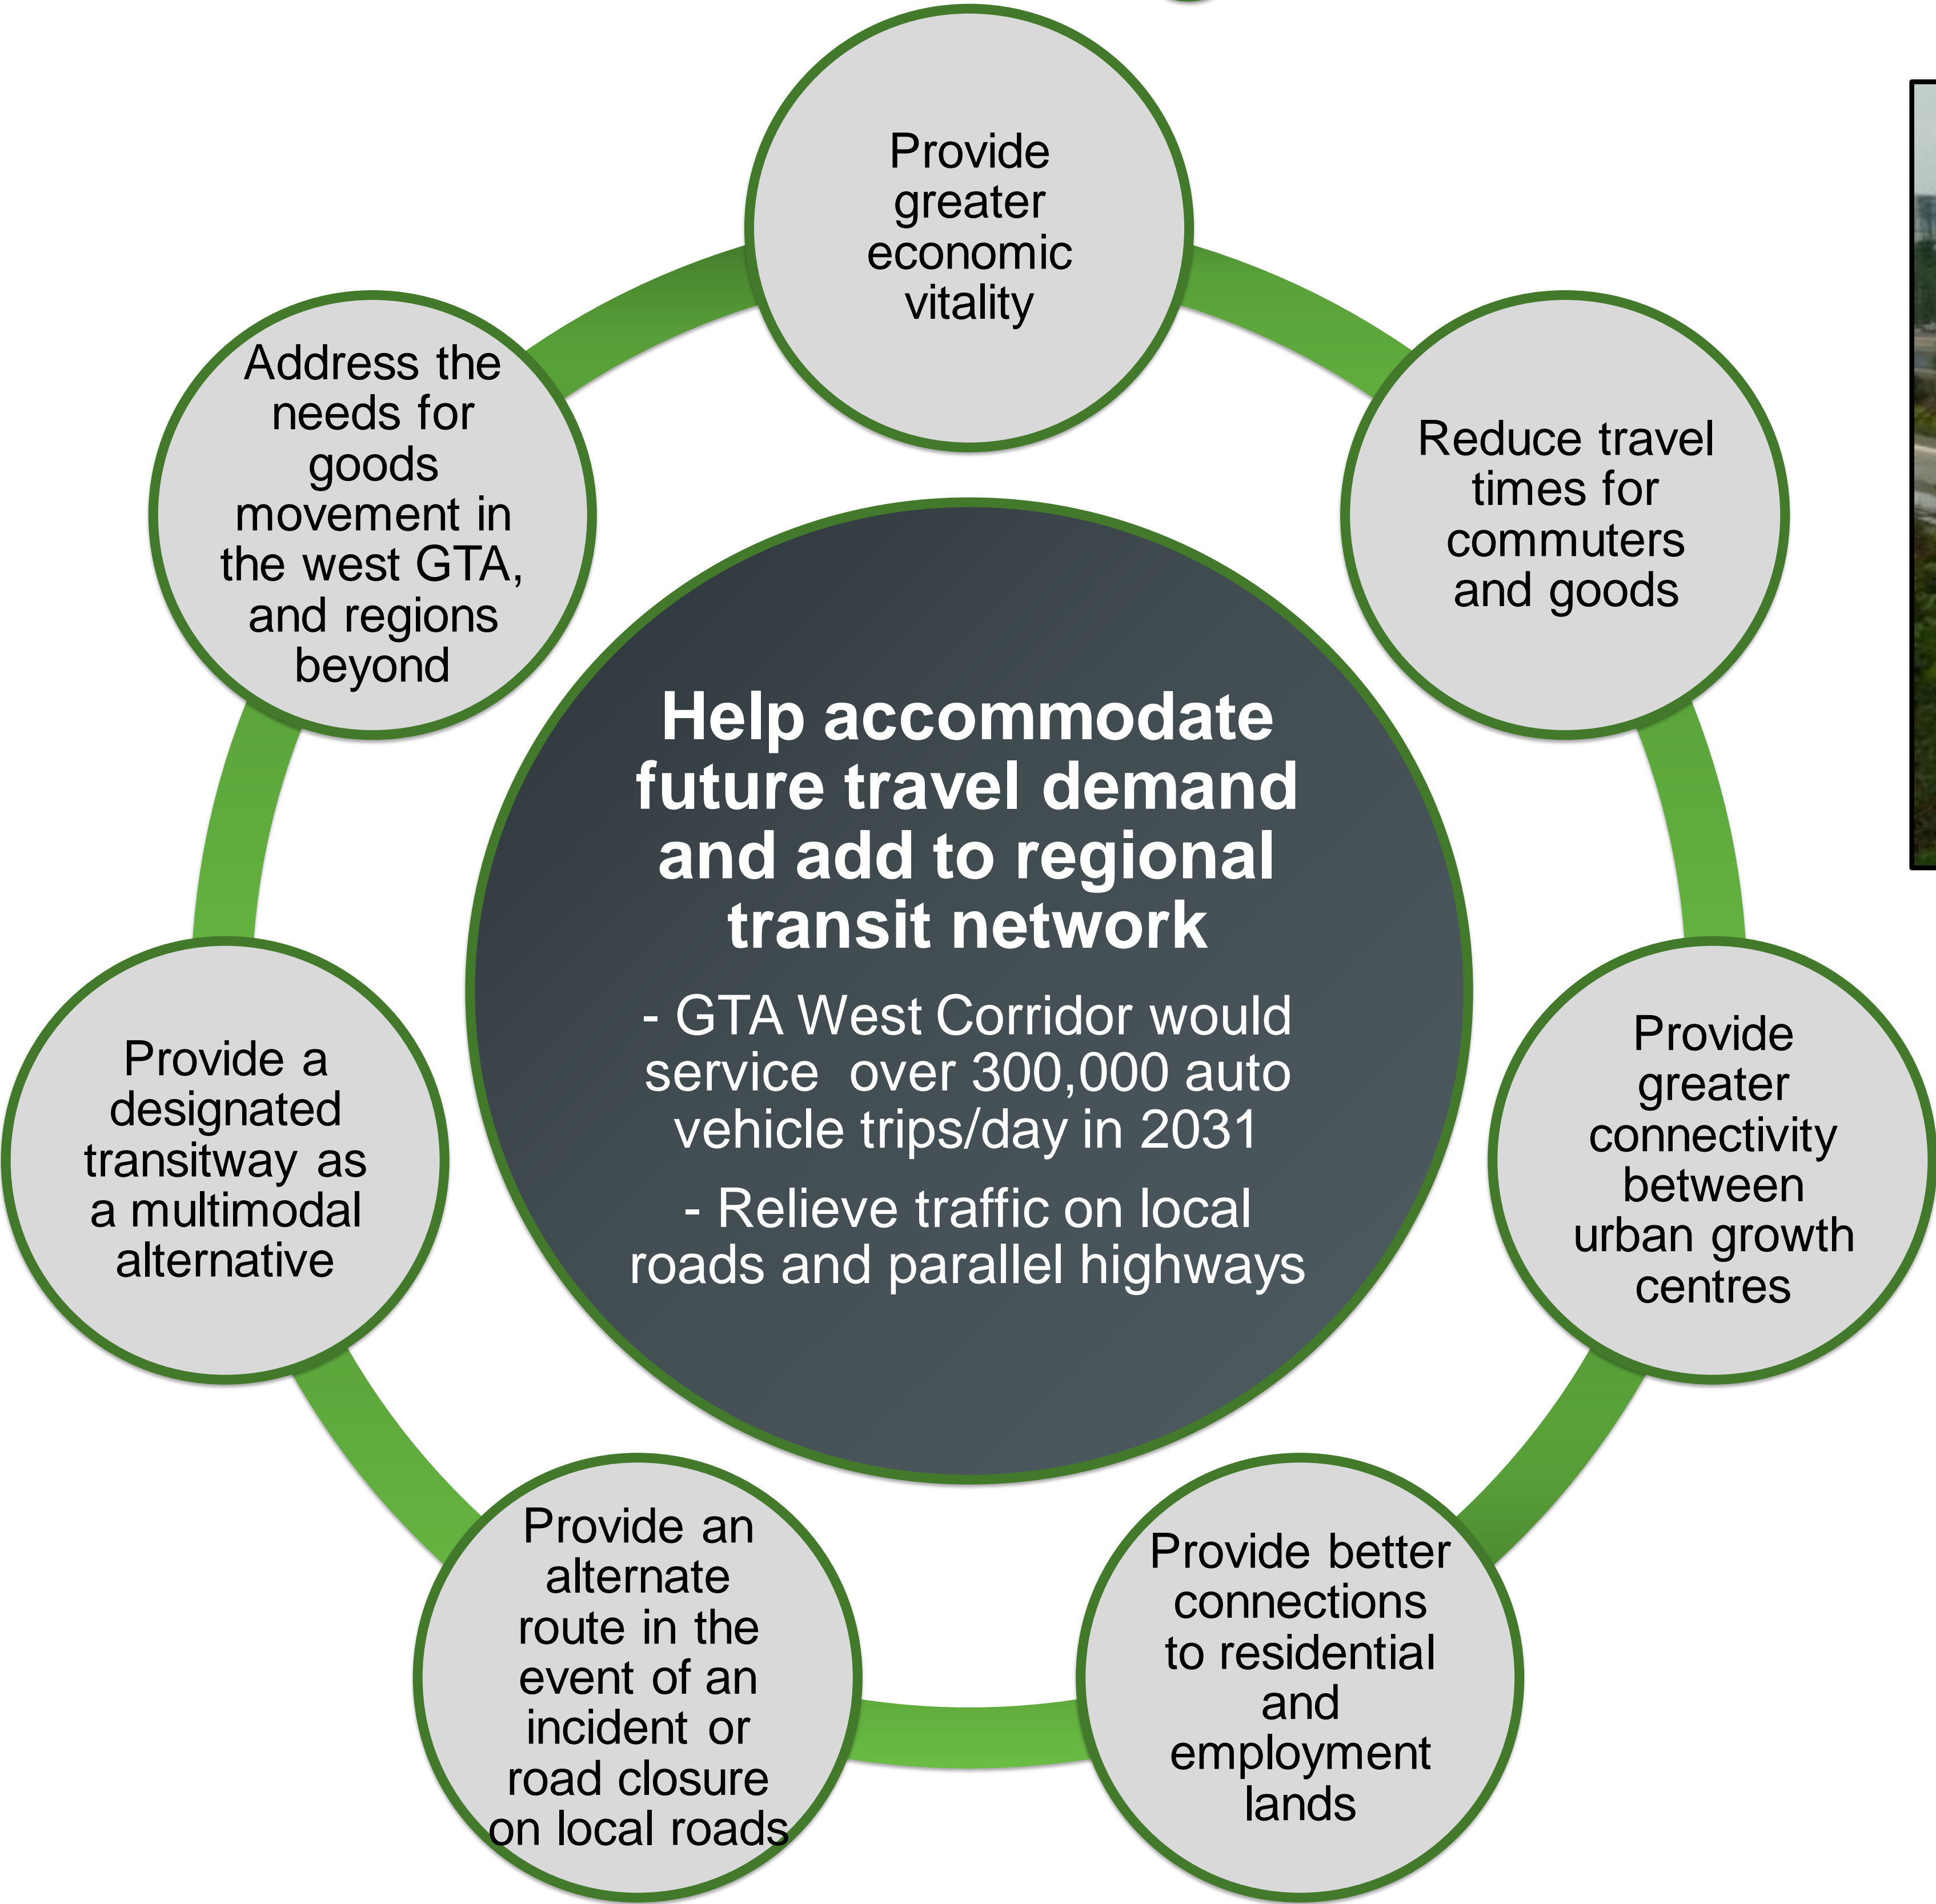 Provide
greater
economic
vitality
Reduce travel
times for
commuters
and goods
Provide
greater
connectivity
between
urban growth
centres
Provide better
connections
to residential
and
employment
lands
Provide an
alternate
route in the
event of an
incident or
road closure
on local roads
Provide a
designated
transitway as
a multimodal
alternative
Address the
needs for
goods
movement in
the west GTA,
and regions
beyond
Help accommodate
future travel demand
and add to regional
transit network
- GTA West Corridor would
service over 300,000 auto
vehicle trips/day in 2031
- Relieve traffic on local
roads and parallel highways